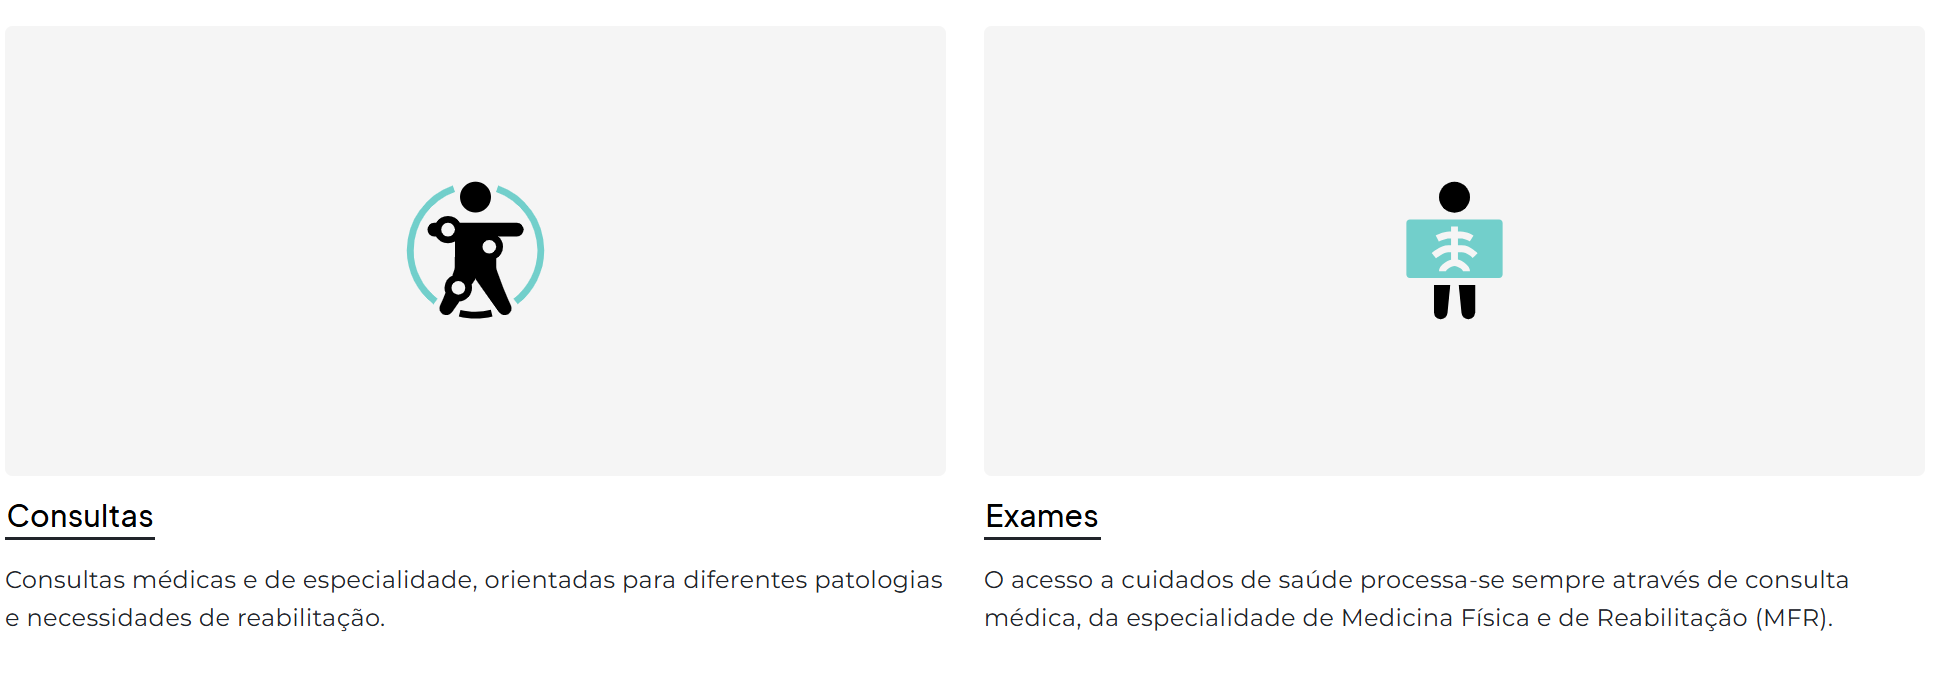 Consultas
Consultas médicas e de especialidade, orientadas para diferentes patologias
e necessidades de reabilitação.
Exames
O acesso a cuidados de saúde processa-se sempre através de consulta
médica, da especialidade de Medicina Física e de Reabilitação (MFR).